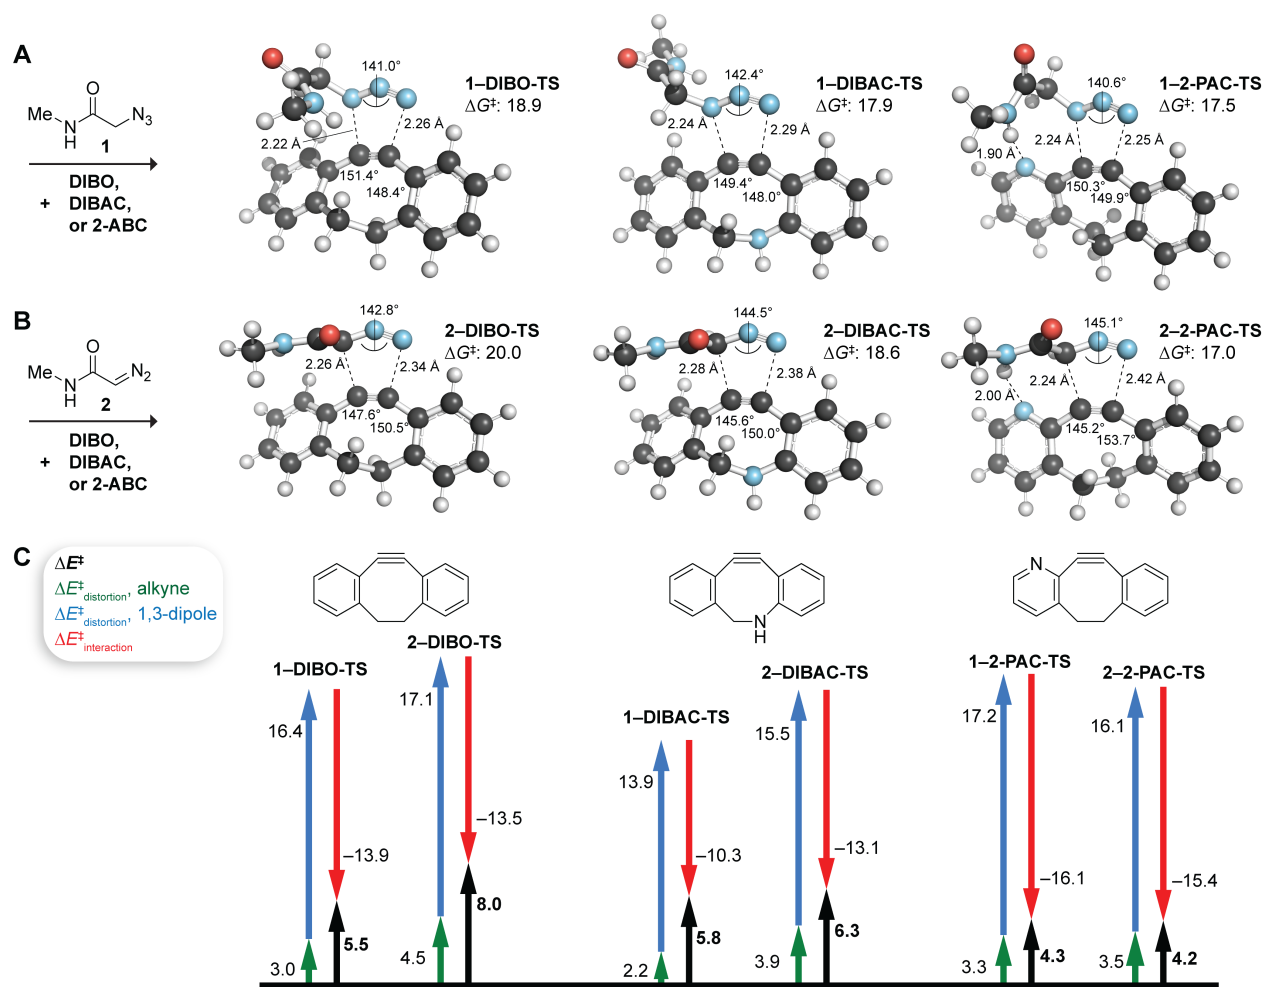 A
O
Me
N
H
N3
1
DIBO,
+ DIBAC,
or 2-ABC
141.0°
1–DIBO-TS
ΔG‡: 18.9
2.26 Å
2.22 Å
151.4°
148.4°
142.4°
1–DIBAC-TS
ΔG‡: 17.9
2.24 Å
2.29 Å
149.4°
148.0°
140.6°
1–2-PAC-TS
ΔG‡: 17.5
1.90 Å
2.24 Å
2.25 Å
150.3°
149.9°
B
O
Me
N
H
N2
2
DIBO,
+ DIBAC,
or 2-ABC
142.8°
2–DIBO-TS
ΔG‡: 20.0
2.26 Å
2.34 Å
147.6°
150.5°
144.5°
2–DIBAC-TS
ΔG‡: 18.6
2.28 Å
2.38 Å
145.6°
150.0°
145.1°
2–2-PAC-TS
ΔG‡: 17.0
2.00 Å
2.24 Å
2.42 Å
145.2°
153.7°
C
ΔE‡
ΔE‡distortion, alkyne
ΔE‡distortion, 1,3-dipole
ΔE‡interaction
N
H
N
1–DIBO-TS
16.4
3.0
–13.9
5.5
2–DIBO-TS
17.1
4.5
–13.5
8.0
1–DIBAC-TS
13.9
2.2
–10.3
5.8
2–DIBAC-TS
15.5
3.9
–13.1
6.3
1–2-PAC-TS
17.2
3.3
–16.1
4.3
2–2-PAC-TS
16.1
3.5
–15.4
4.2